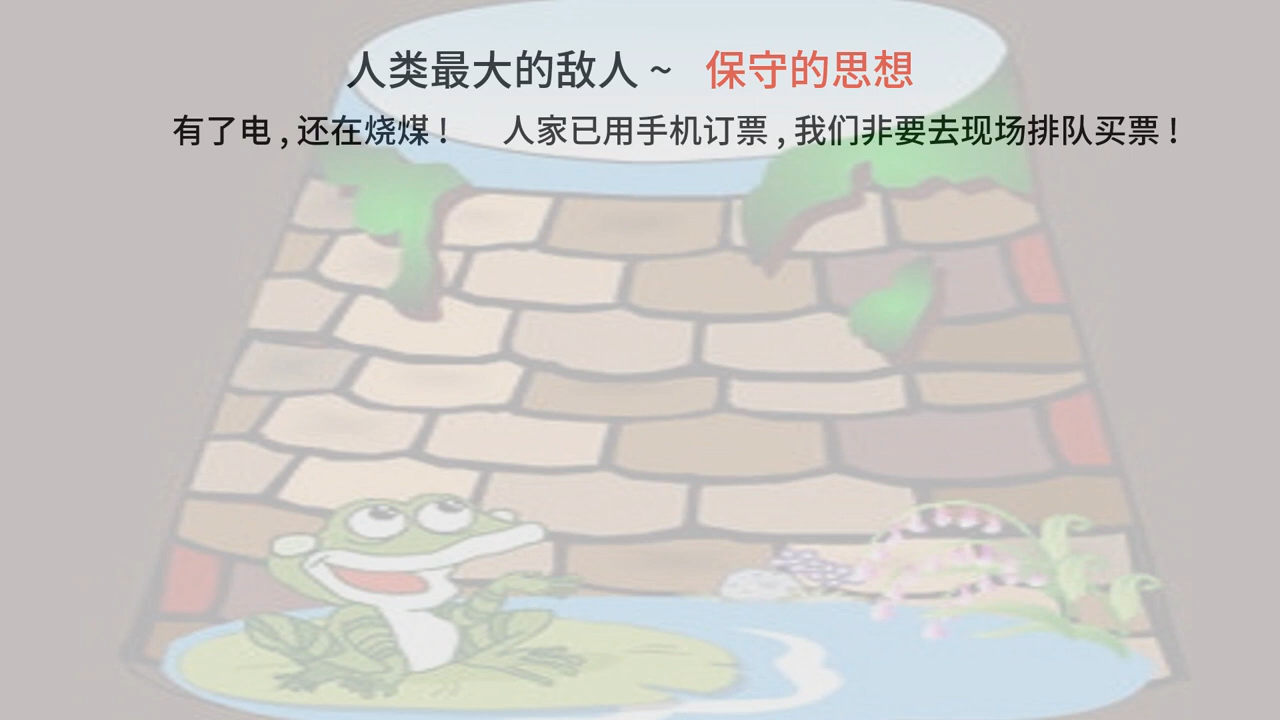 人类最大的敌人 ~ 保守的思想
有了电 , 还在烧煤 ! 人家已用手机订票 , 我们非要去现场排队买票 !